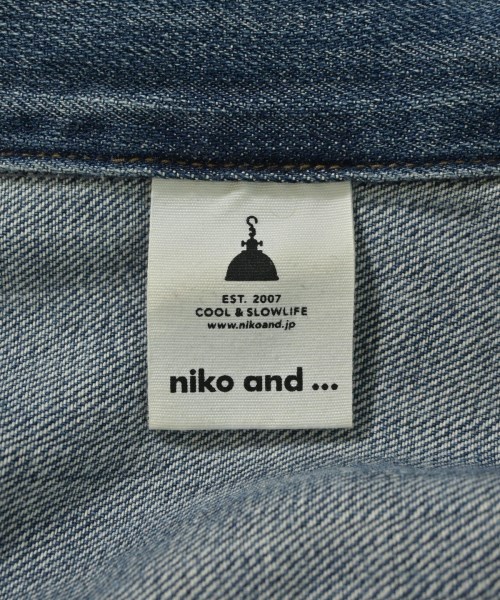 EST. 2007
COOL & SLOWLIFE
www.nikoand.jp
niko and ...